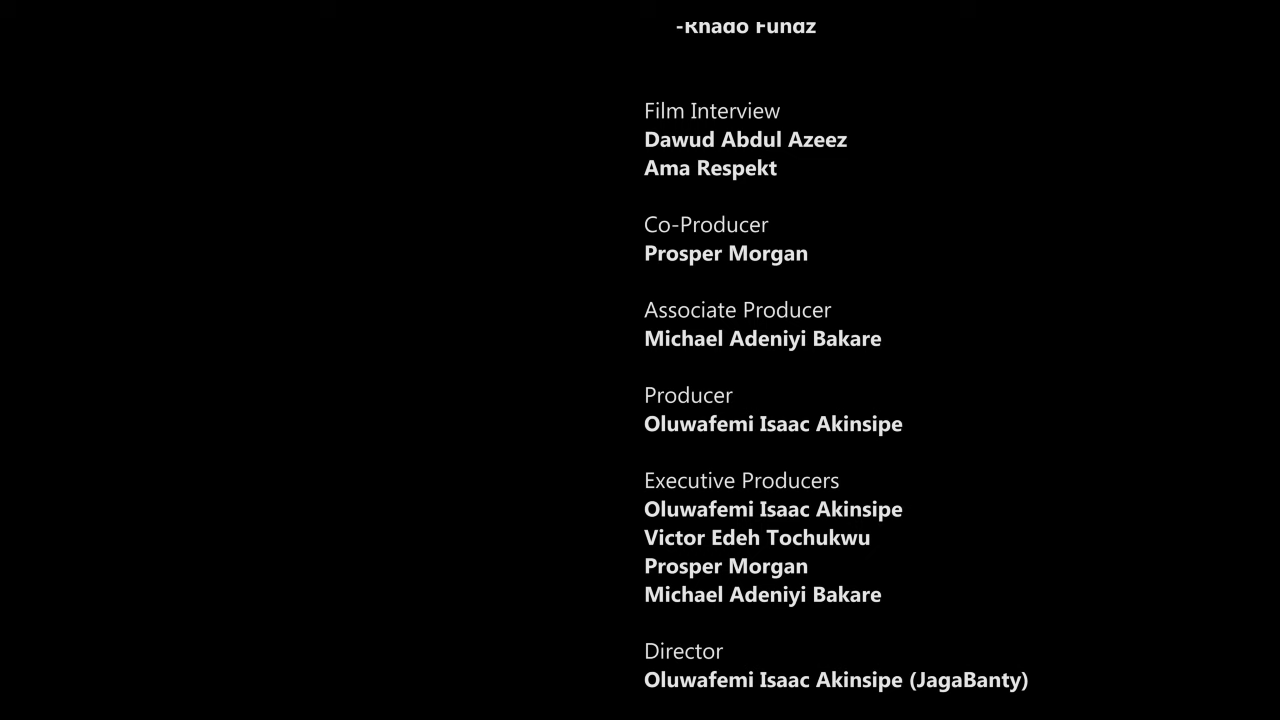 -Rhado Fundz
Film Interview
Dawud Abdul Azeez
Ama Respekt
Co-Producer
Prosper Morgan
Associate Producer
Michael Adeniyi Bakare
Producer
Oluwafemi Isaac Akinsipe
Executive Producers
Oluwafemi Isaac Akinsipe
Victor Edeh Tochukwu
Prosper Morgan
Michael Adeniyi Bakare
Director
Oluwafemi Isaac Akinsipe (JagaBanty)